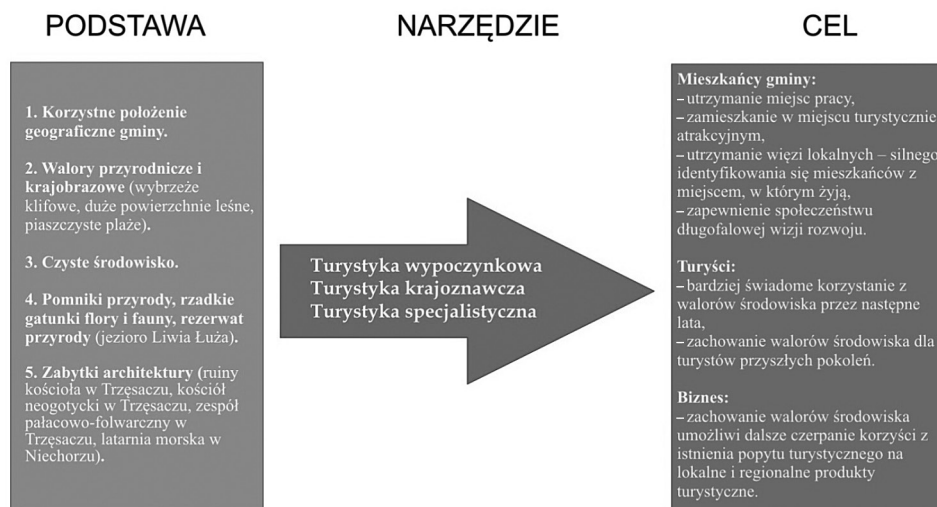 PODSTAWA
NARZĘDZIE
CEL
1. Korzystne położenie
geograficzne gminy.
2. Walory przyrodnicze i
krajobrazowe (wybrzeże
klifowe, duże powierzchnie leśne,
piaszczyste plaże).
3. Czyste środowisko.
4. Pomniki przyrody, rzadkie
gatunki flory i fauny, rezerwat
przyrody (jezioro Liwia Łuża).
5. Zabytki architektury (ruiny
kościoła w Trzęsaczu, kościół
neogotycki w Trzęsaczu, zespół
pałacowo-folwarczny w
Trzęsaczu, latarnia morska w
Niechorzu).
Turystyka wypoczynkowa
Turystyka krajoznawcza
Turystyka specjalistyczna
Mieszkańcy gminy:
– utrzymanie miejsc pracy,
– zamieszkanie w miejscu turystycznie
atrakcyjnym,
– utrzymanie więzi lokalnych – silnego
identyfikowania się mieszkańców z
miejscem, w którym żyją,
– zapewnienie społeczeństwu
długofalowej wizji rozwoju.
Turyści:
– bardziej świadome korzystanie z
walorów środowiska przez następne
lata,
– zachowanie walorów środowiska dla
turystów przyszłych pokoleń.
Biznes:
– zachowanie walorów środowiska
umożliwi dalsze czerpanie korzyści z
istnienia popytu turystycznego na
lokalne i regionalne produkty
turystyczne.